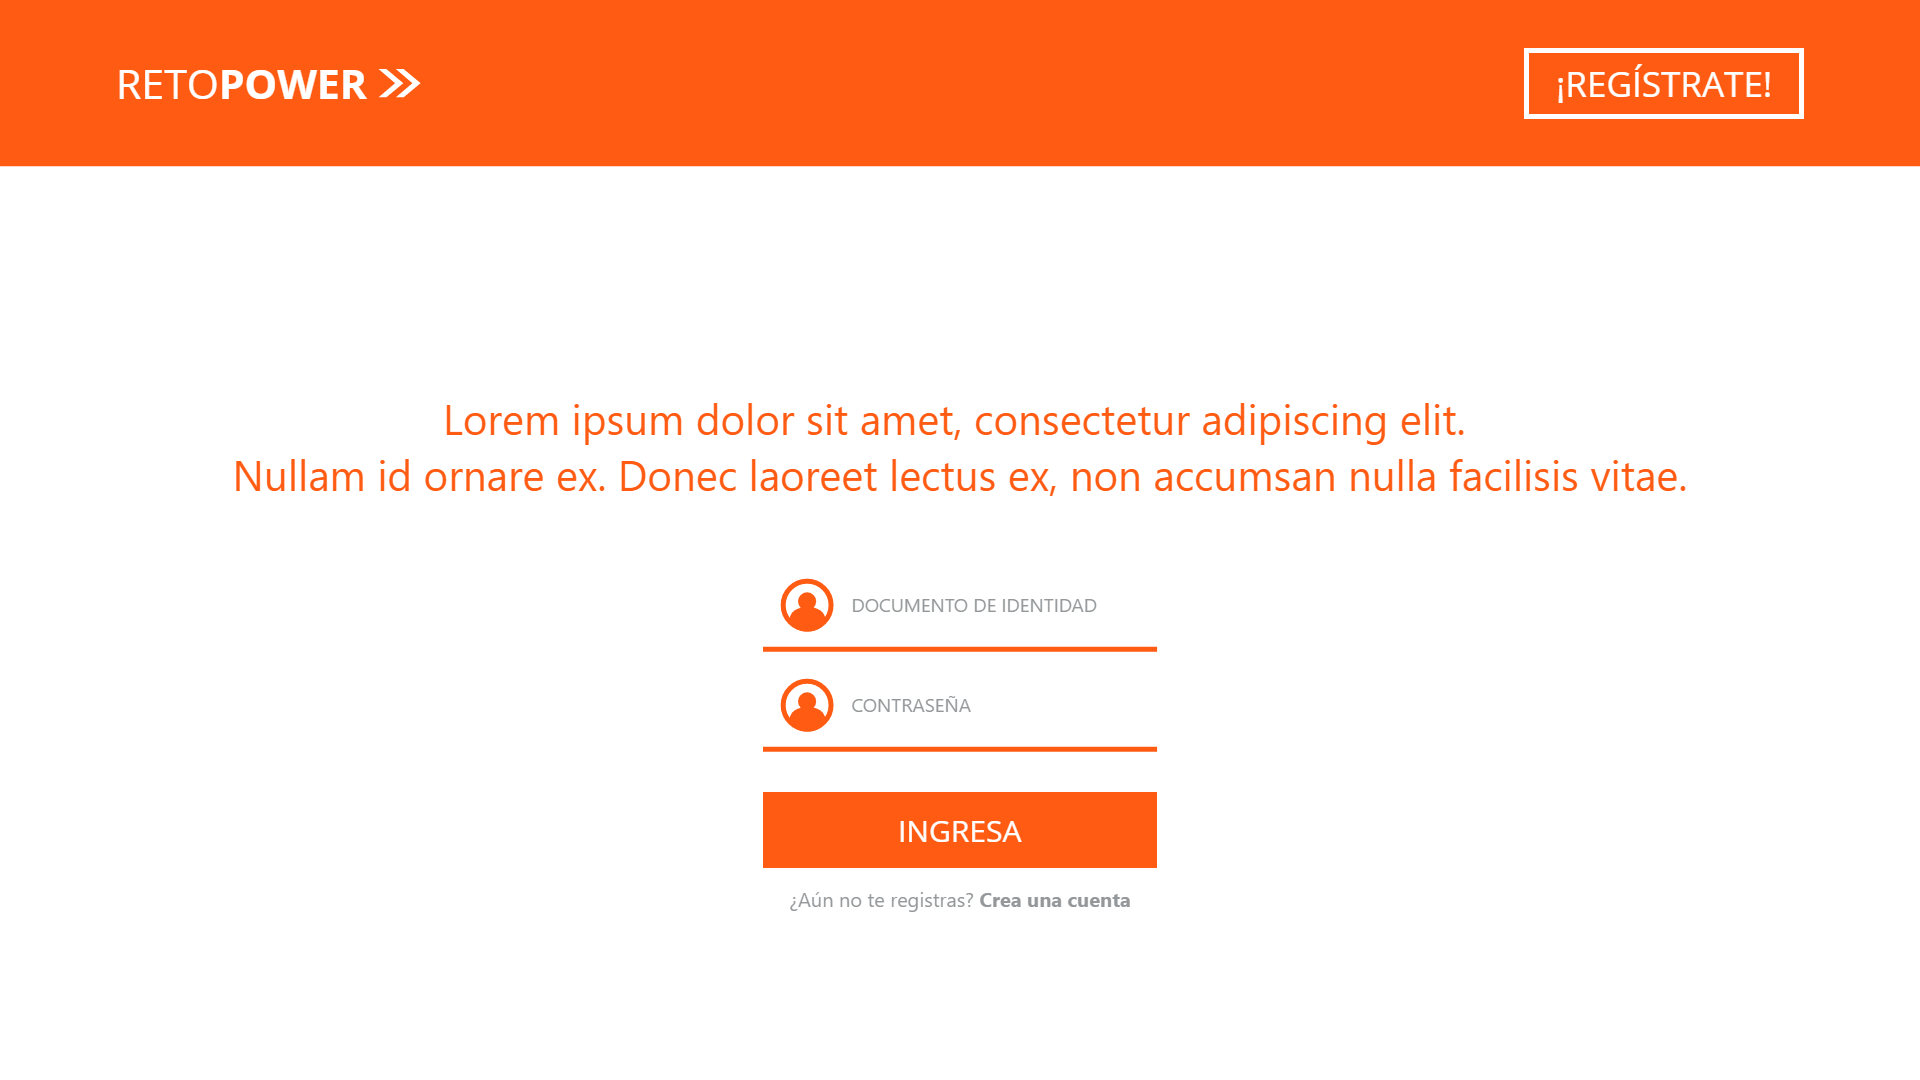 RETOPOWER
¡REGÍSTRATE!
Lorem ipsum dolor sit amet, consectetur adipiscing elit.
Nullam id ornare ex. Donec laoreet lectus ex, non accumsan nulla facilisis vitae.
DOCUMENTO DE IDENTIDAD
CONTRASEÑA
INGRESA
¿Aún no te registras? Crea una cuenta